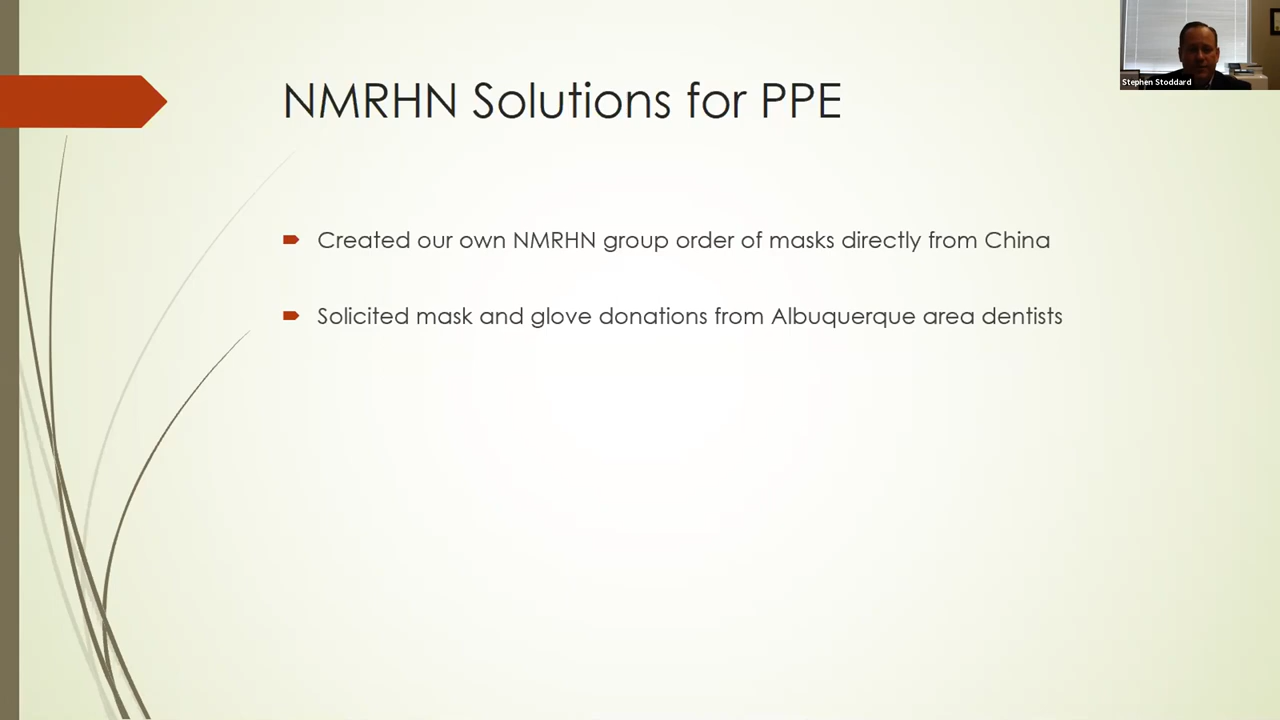 NMRHN Solutions for PPE
Stephen Stoddard
Created our own NMRHN group order of masks directly from China
Solicited mask and glove donations from Albuquerque area dentists